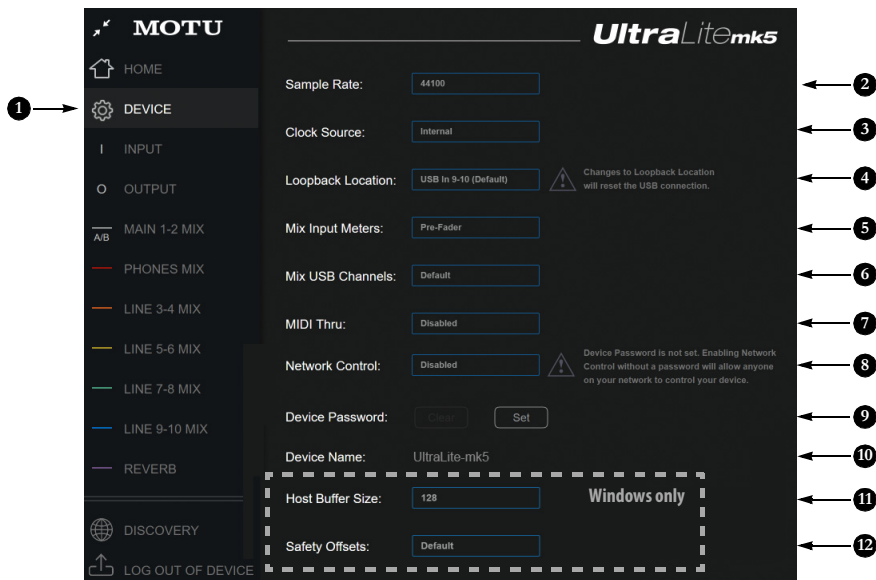 MOTU
UltraLite mk5
HOME
1
DEVICE
I INPUT
O OUTPUT
A/B MAIN 1-2 MIX
PHONES MIX
LINE 3-4 MIX
LINE 5-6 MIX
LINE 7-8 MIX
LINE 9-10 MIX
REVERB
DISCOVERY
LOG OUT OF DEVICE
Sample Rate: 44100 2
Clock Source: Internal 3
Loopback Location: USB In 9-10 (Default)
Changes to Loopback Location
will reset the USB connection.
4
Mix Input Meters: Pre-Fader 5
Mix USB Channels: Default 6
MIDI Thru: Disabled 7
Network Control: Disabled
Device Password is not set. Enabling Network
Control without a password will allow anyone
on your network to control your device.
8
Device Password: Clear Set 9
Device Name: UltraLite-mk5 10
Host Buffer Size: 128 Windows only 11
Safety Offsets: Default 12